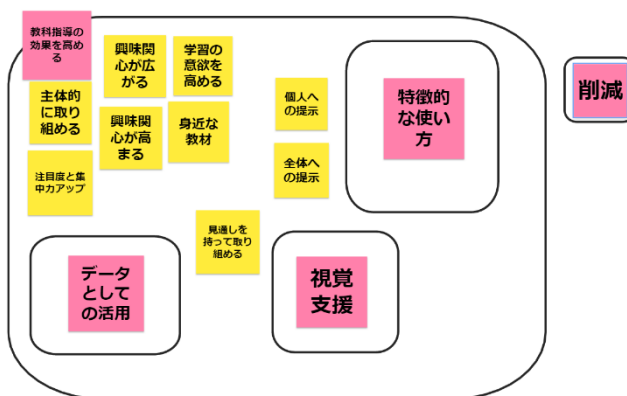 教科指導の
効果を高め
る
興味関
心が広
がる
学習の
意欲を
高める
主体的
に取り
組める
興味関
心が高
まる
身近な
教材
注目度と集
中力アップ
個人へ
の提示
全体へ
の提示
見通しを
持って取り
組める
特徴的
な使い
方
削減
データ
として
の活用
視覚
支援